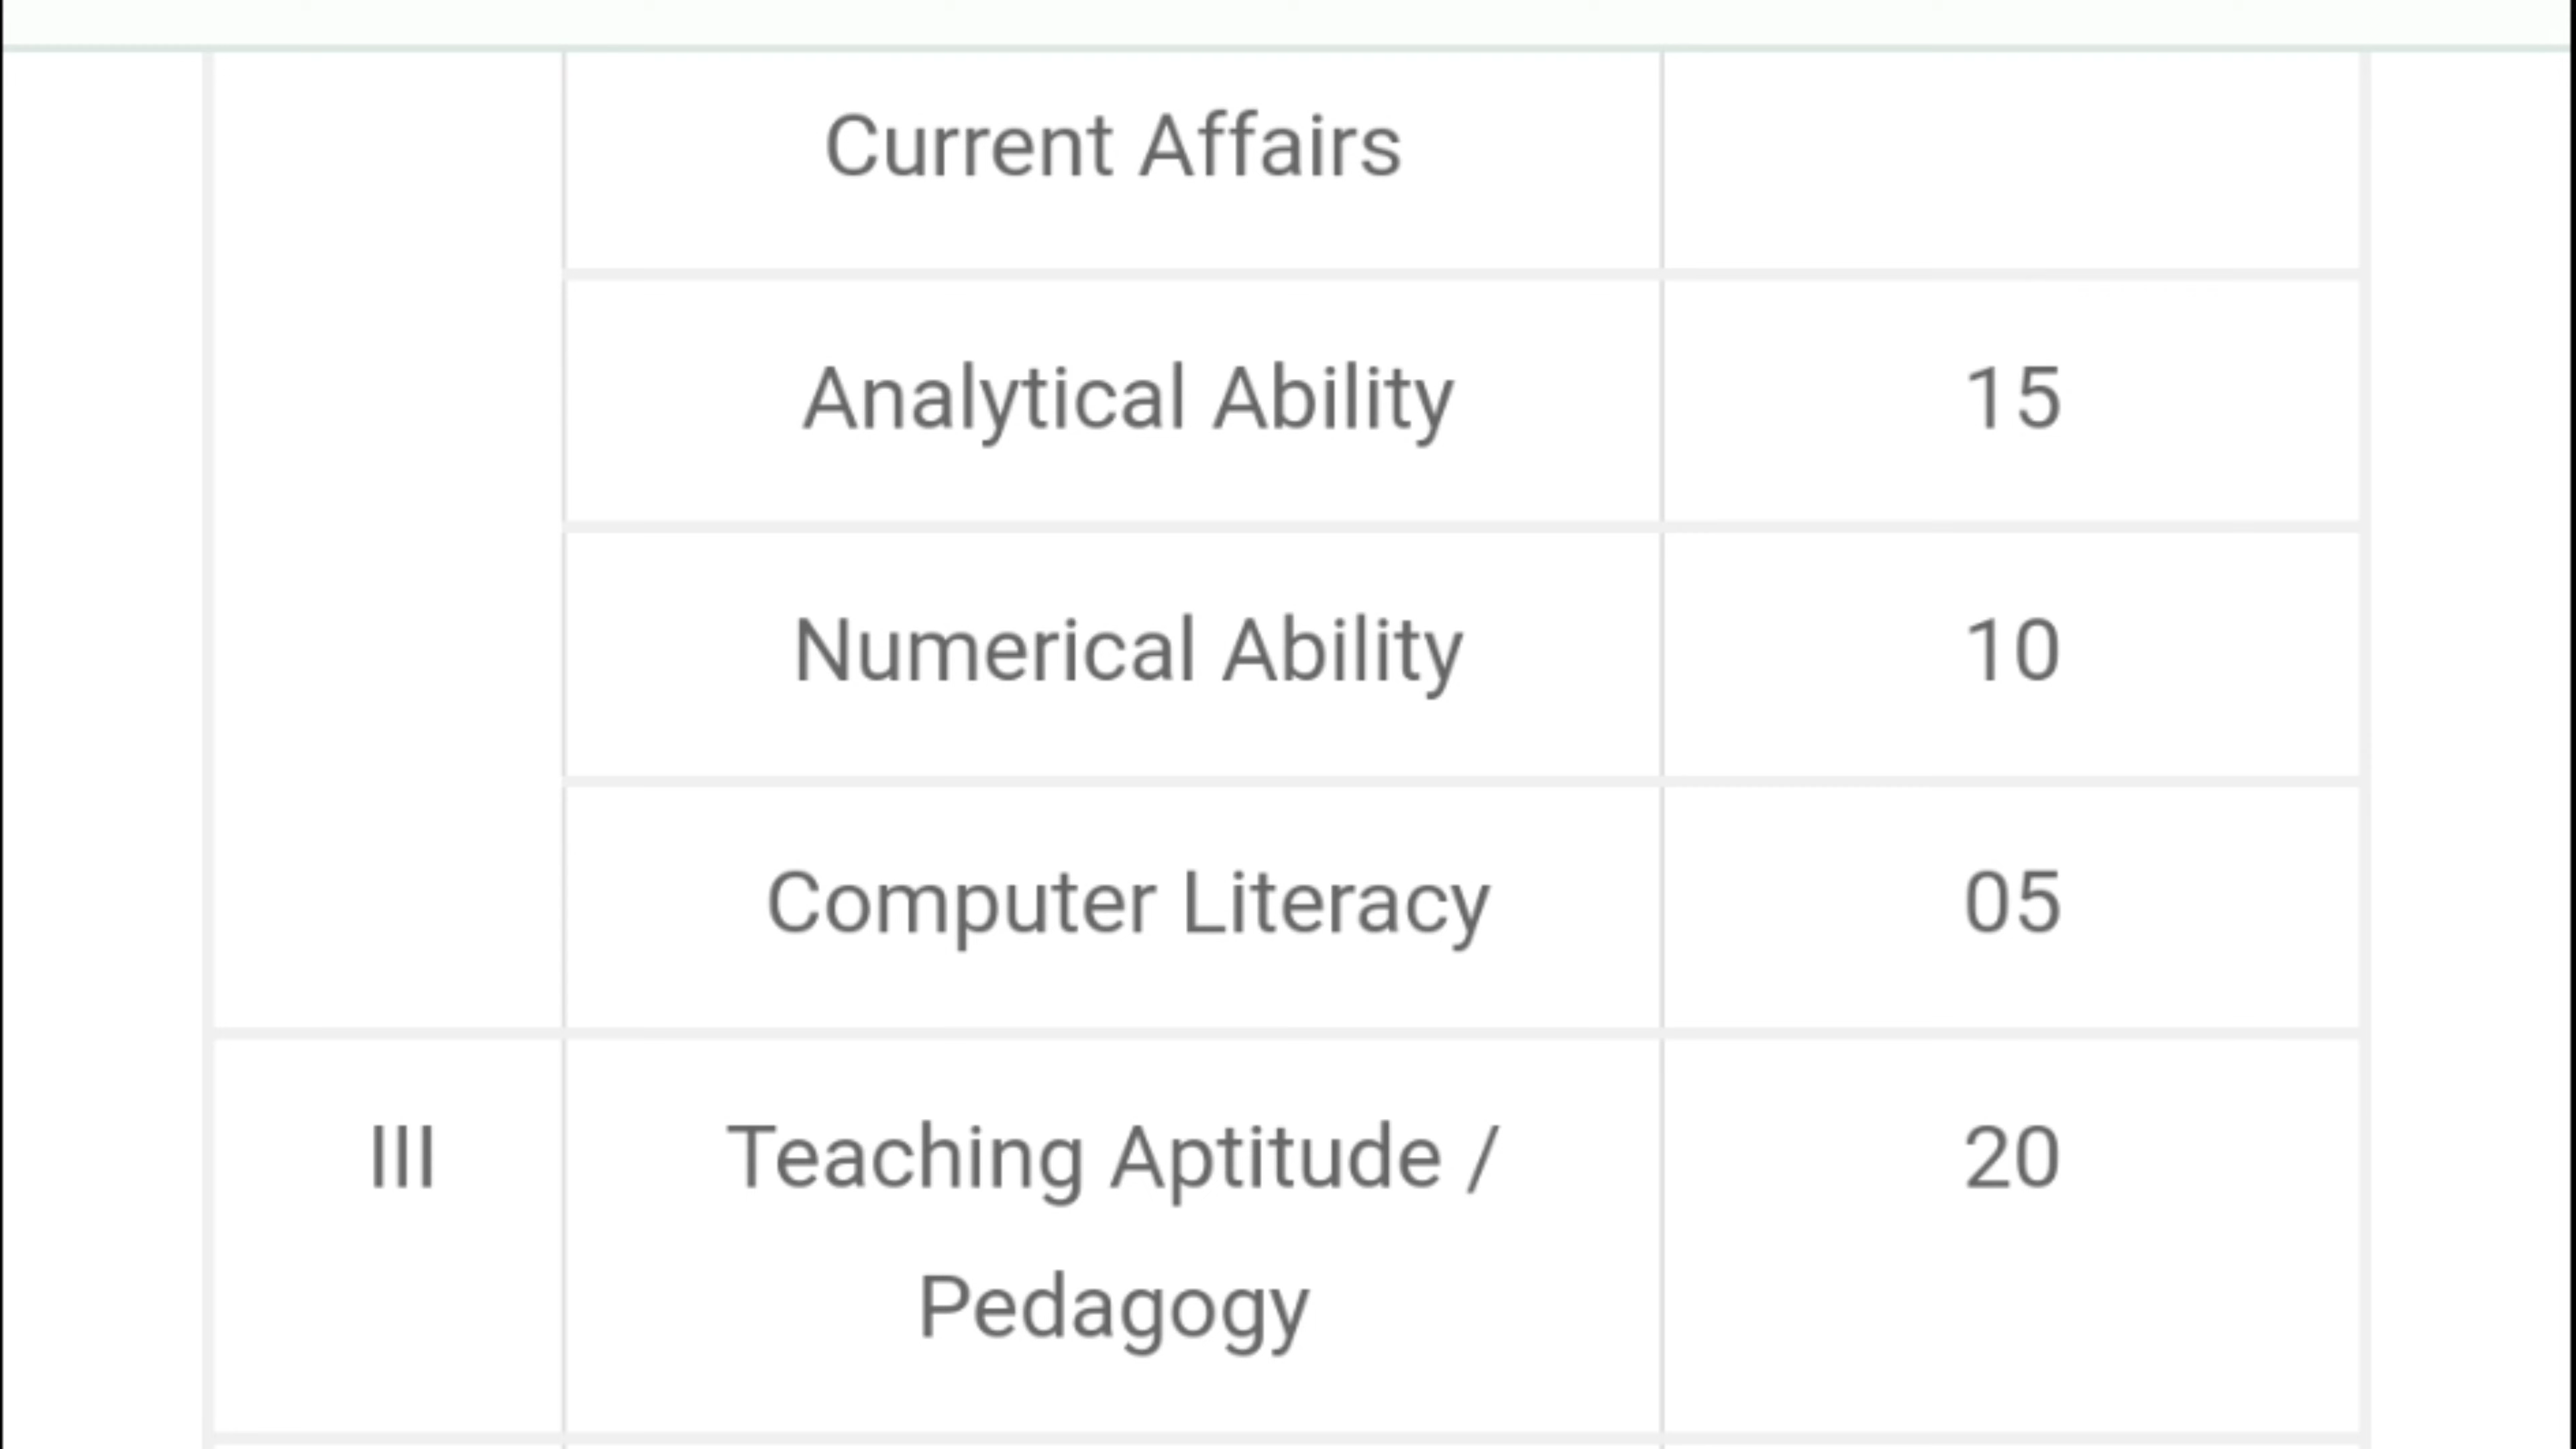 Current Affairs
Analytical Ability 15
Numerical Ability 10
Computer Literacy 05
III Teaching Aptitude / 20
Pedagogy